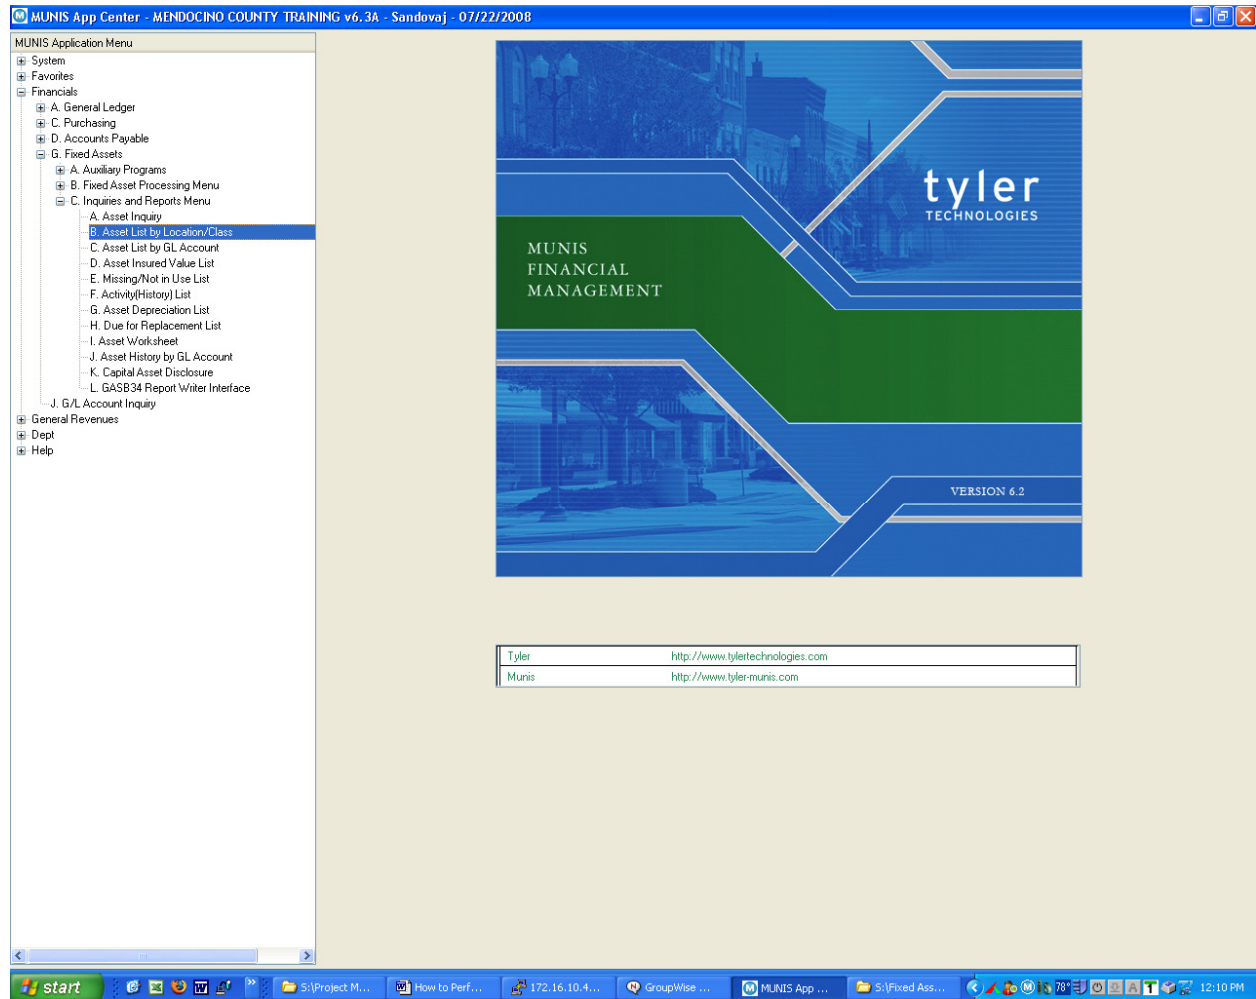 MUNIS App Center - MENDOCINO COUNTY TRAINING v6.3A - Sandovaj - 07/22/2008
MUNIS Application Menu
System
Favorites
Financials
A. General Ledger
C. Purchasing
D. Accounts Payable
G. Fixed Assets
A. Auxiliary Programs
B. Fixed Asset Processing Menu
C. Inquiries and Reports Menu
A. Asset Inquiry
B. Asset List by Location/Class
C. Asset List by GL Account
D. Asset Insured Value List
E. Missing/Not in Use List
F. Activity(History) List
G. Asset Depreciation List
H. Due for Replacement List
I. Asset Worksheet
J. Asset History by GL Account
K. Capital Asset Disclosure
L. GASB34 Report Writer Interface
J. G/L Account Inquiry
General Revenues
Dept
Help
tyler
TECHNOLOGIES
MUNIS
FINANCIAL
MANAGEMENT
VERSION 6.2
Tyler http://www.tylertechnologies.com
Munis http://www.tyler-munis.com
start S:\Project M... How to Perf... 172.16.10.4... GroupWise ... MUNIS App ... S:\Fixed Ass... 78° 12:10 PM